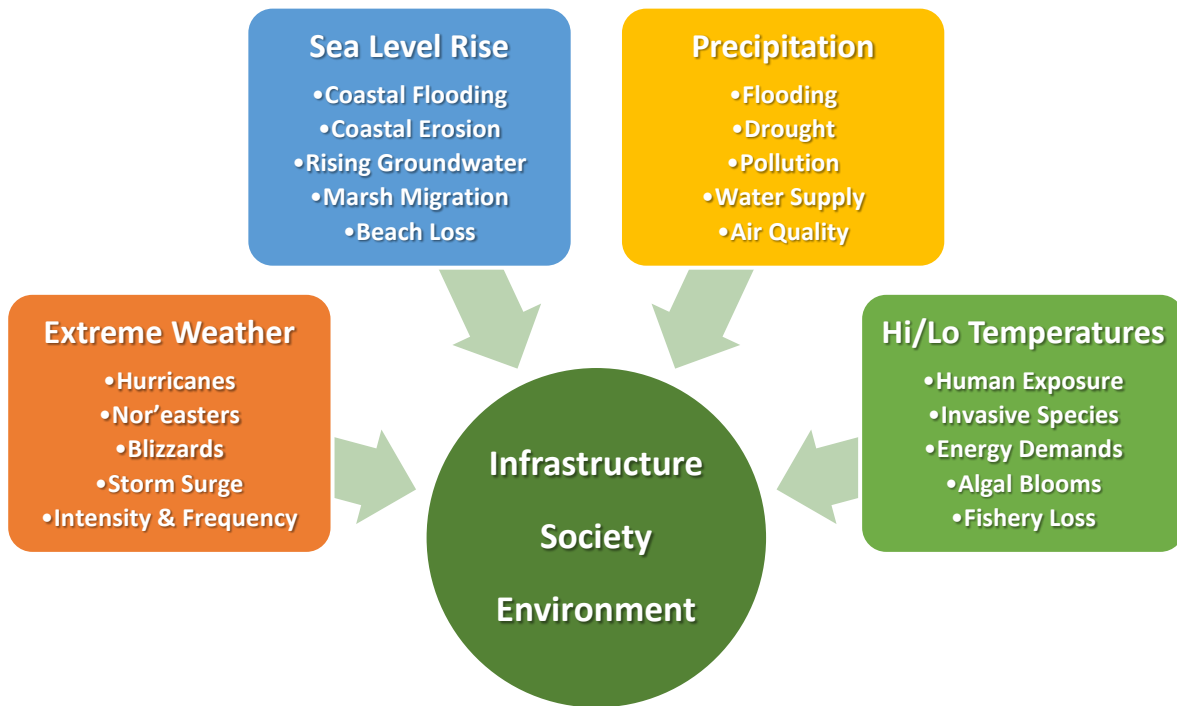 Sea Level Rise
•Coastal Flooding
•Coastal Erosion
•Rising Groundwater
•Marsh Migration
•Beach Loss
Precipitation
•Flooding
•Drought
•Pollution
•Water Supply
•Air Quality
Extreme Weather
•Hurricanes
•Nor’easters
•Blizzards
•Storm Surge
•Intensity & Frequency
Hi/Lo Temperatures
•Human Exposure
•Invasive Species
•Energy Demands
•Algal Blooms
•Fishery Loss
Infrastructure
Society
Environment